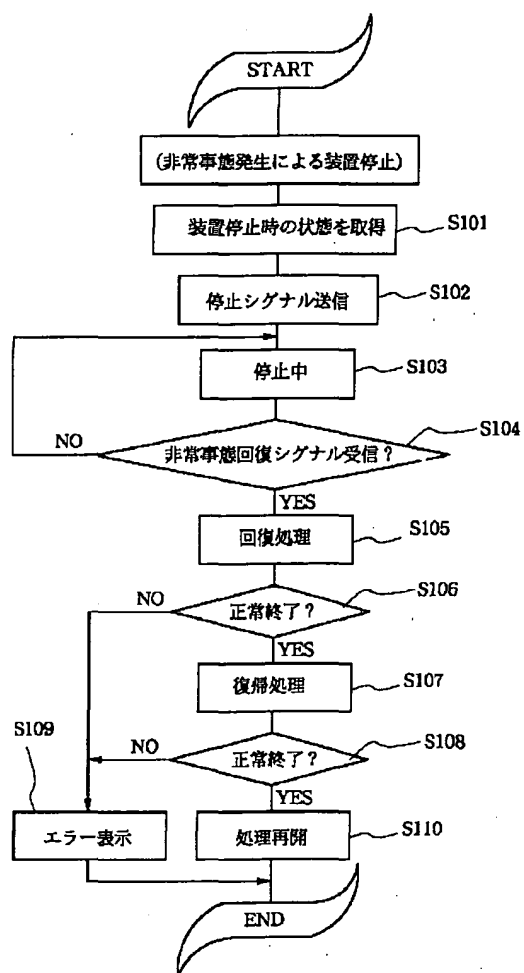 START
(非常事態発生による装置停止)
装置停止時の状態を取得
S101
停止シグナル送信
S102
停止中
S103
非常事態回復シグナル受信？
S104
NO
YES
回復処理
S105
正常終了？
S106
NO
YES
復帰処理
S107
正常終了？
S108
NO
YES
S109
エラー表示
処理再開
S110
END